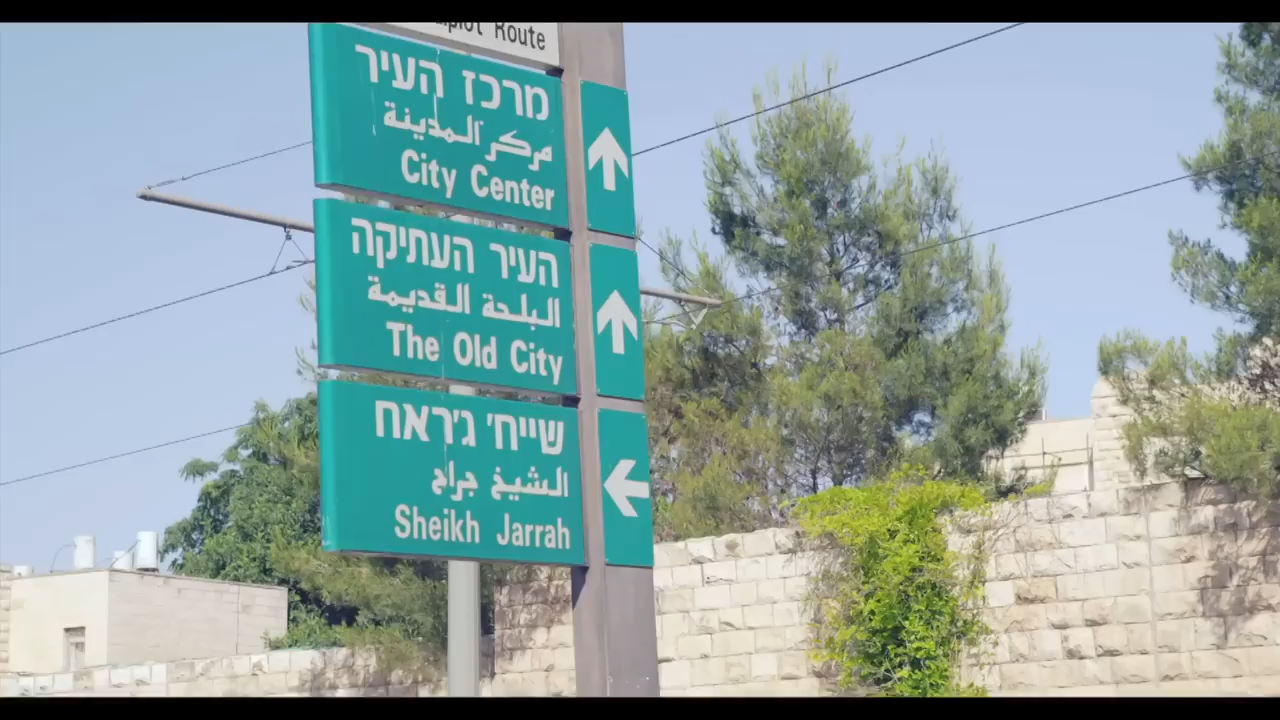 Route
מרכז העיר
مركز المدينة
City Center
העיר העתיקה
البلدة القديمة
The Old City
שייח' ג'ראח
الشيخ جراح
Sheikh Jarrah